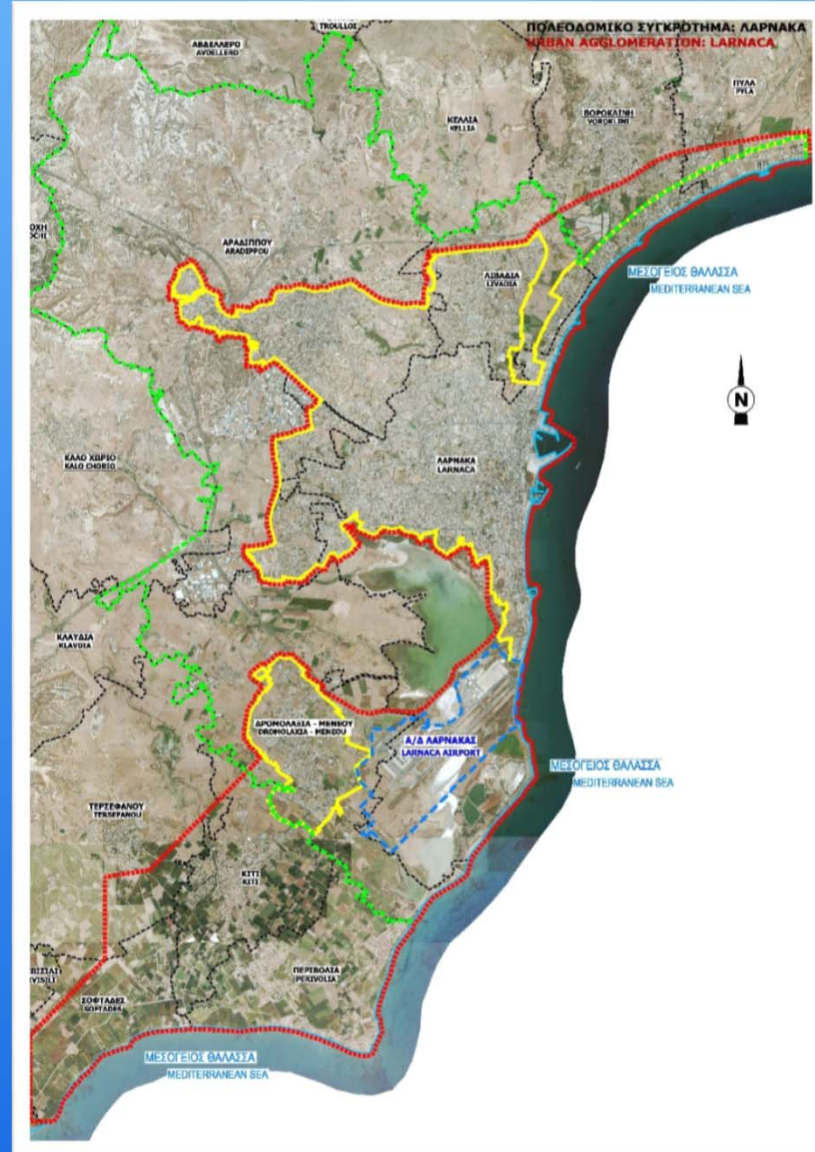 ΠΟΛΕΟΔΟΜΙΚΟ ΣΥΓΚΡΟΤΗΜΑ: ΛΑΡΝΑΚΑ
URBAN AGGLOMERATION: LARNACA
TROULLOI
ΑΒΔΕΛΛΕΡΟ
AVDELLERO
ΠΥΛΑ
PYLA
ΒΟΡΟΚΛΗΝΗ
VOROKLINI
ΚΕΛΛΙΑ
KELLIA
ΑΡΑΔΙΠΠΟΥ
ARADIPPOU
ΛΙΒΑΔΙΑ
LIVADIA
ΜΕΣΟΓΕΙΟΣ ΘΑΛΑΣΣΑ
MEDITERRANEAN SEA
N
ΚΑΛΟ ΧΩΡΙΟ
KALO CHORIO
ΛΑΡΝΑΚΑ
LARNACA
ΚΛΑΥΔΙΑ
KLAVDIA
ΔΡΟΜΟΛΑΞΙΑ - ΜΕΝΕΟΥ
DROMOLAXIA - MENEOU
Α/Δ ΛΑΡΝΑΚΑΣ
LARNACA AIRPORT
ΜΕΣΟΓΕΙΟΣ ΘΑΛΑΣΣΑ
MEDITERRANEAN SEA
ΤΕΡΣΕΦΑΝΟΥ
TERSEFANOU
ΚΙΤΙ
KITI
ΠΕΡΙΒΟΛΙΑ
PERIVOLIA
ΣΟΦΤΑΔΕΣ
SOFTADES
ΜΕΣΟΓΕΙΟΣ ΘΑΛΑΣΣΑ
MEDITERRANEAN SEA